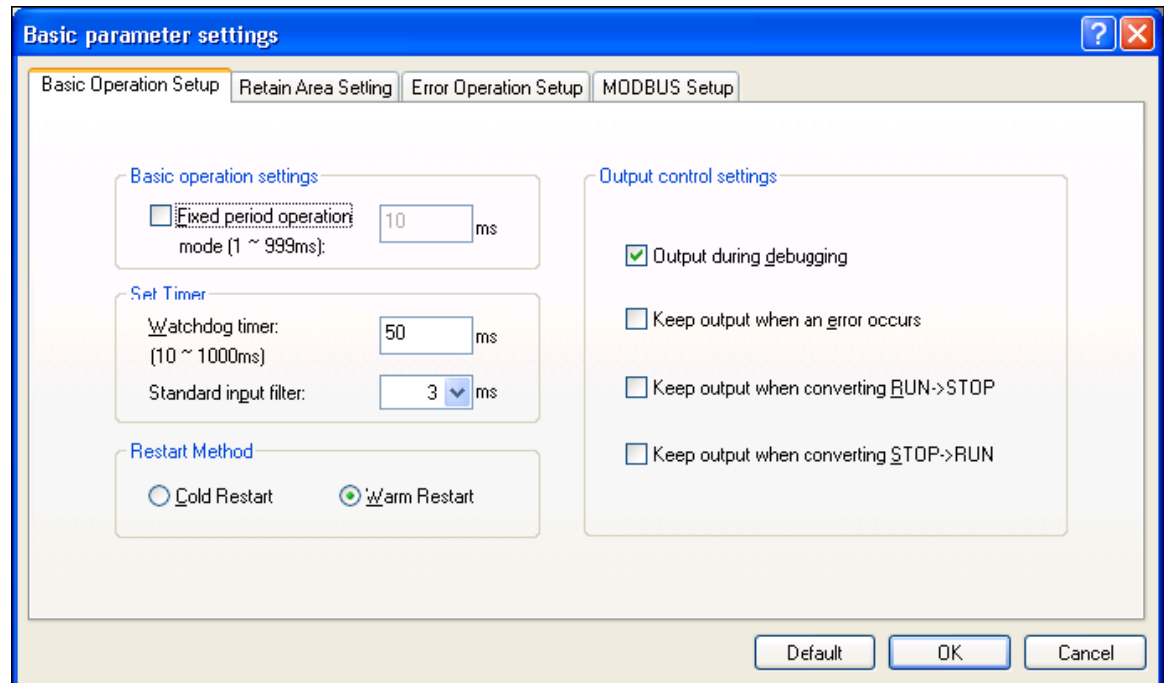 Basic parameter settings
Basic Operation Setup
Retain Area Setting
Error Operation Setup
MODBUS Setup
Basic operation settings
Fixed period operation
mode (1 ~ 999ms):
10
ms
Set Timer
Watchdog timer:
(10 ~ 1000ms)
50
ms
Standard input filter:
3
ms
Restart Method
Cold Restart
Warm Restart
Output control settings
Output during debugging
Keep output when an error occurs
Keep output when converting RUN->STOP
Keep output when converting STOP->RUN
Default
OK
Cancel